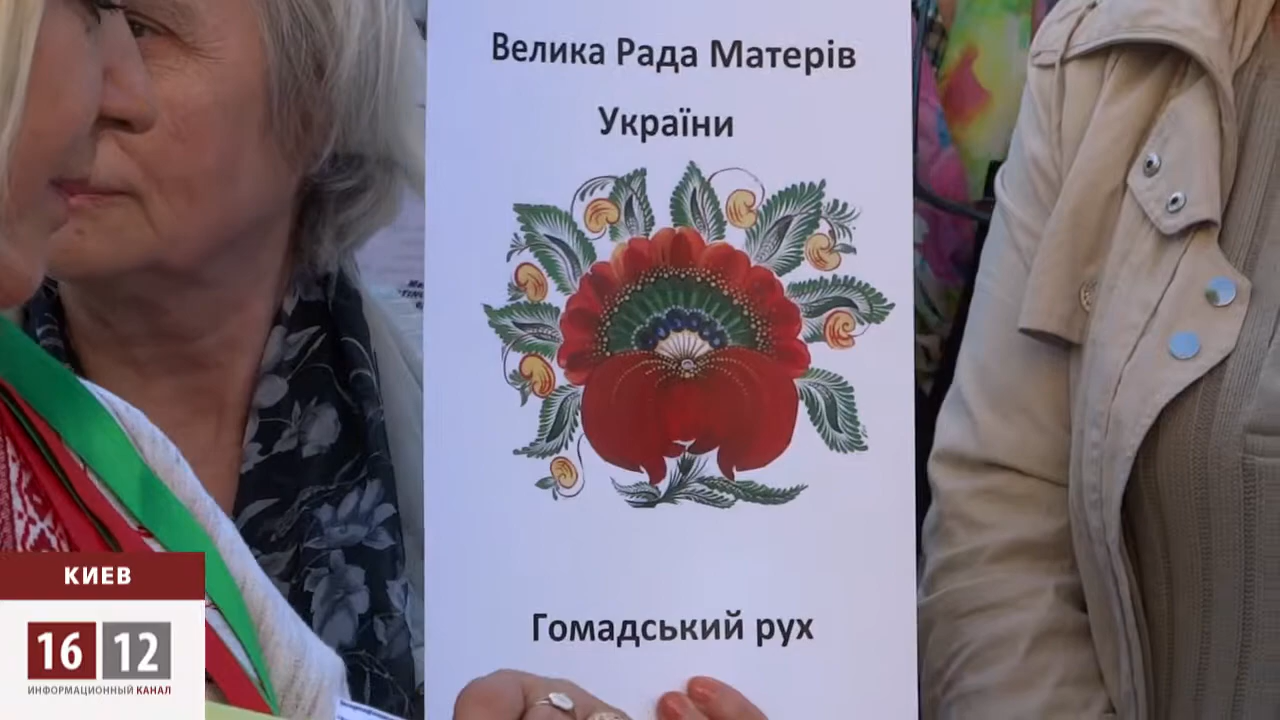 Велика Рада Матерів
України
Гомадський рух
КИЕВ
16 12
ИНФОРМАЦИОННЫЙ КАНАЛ